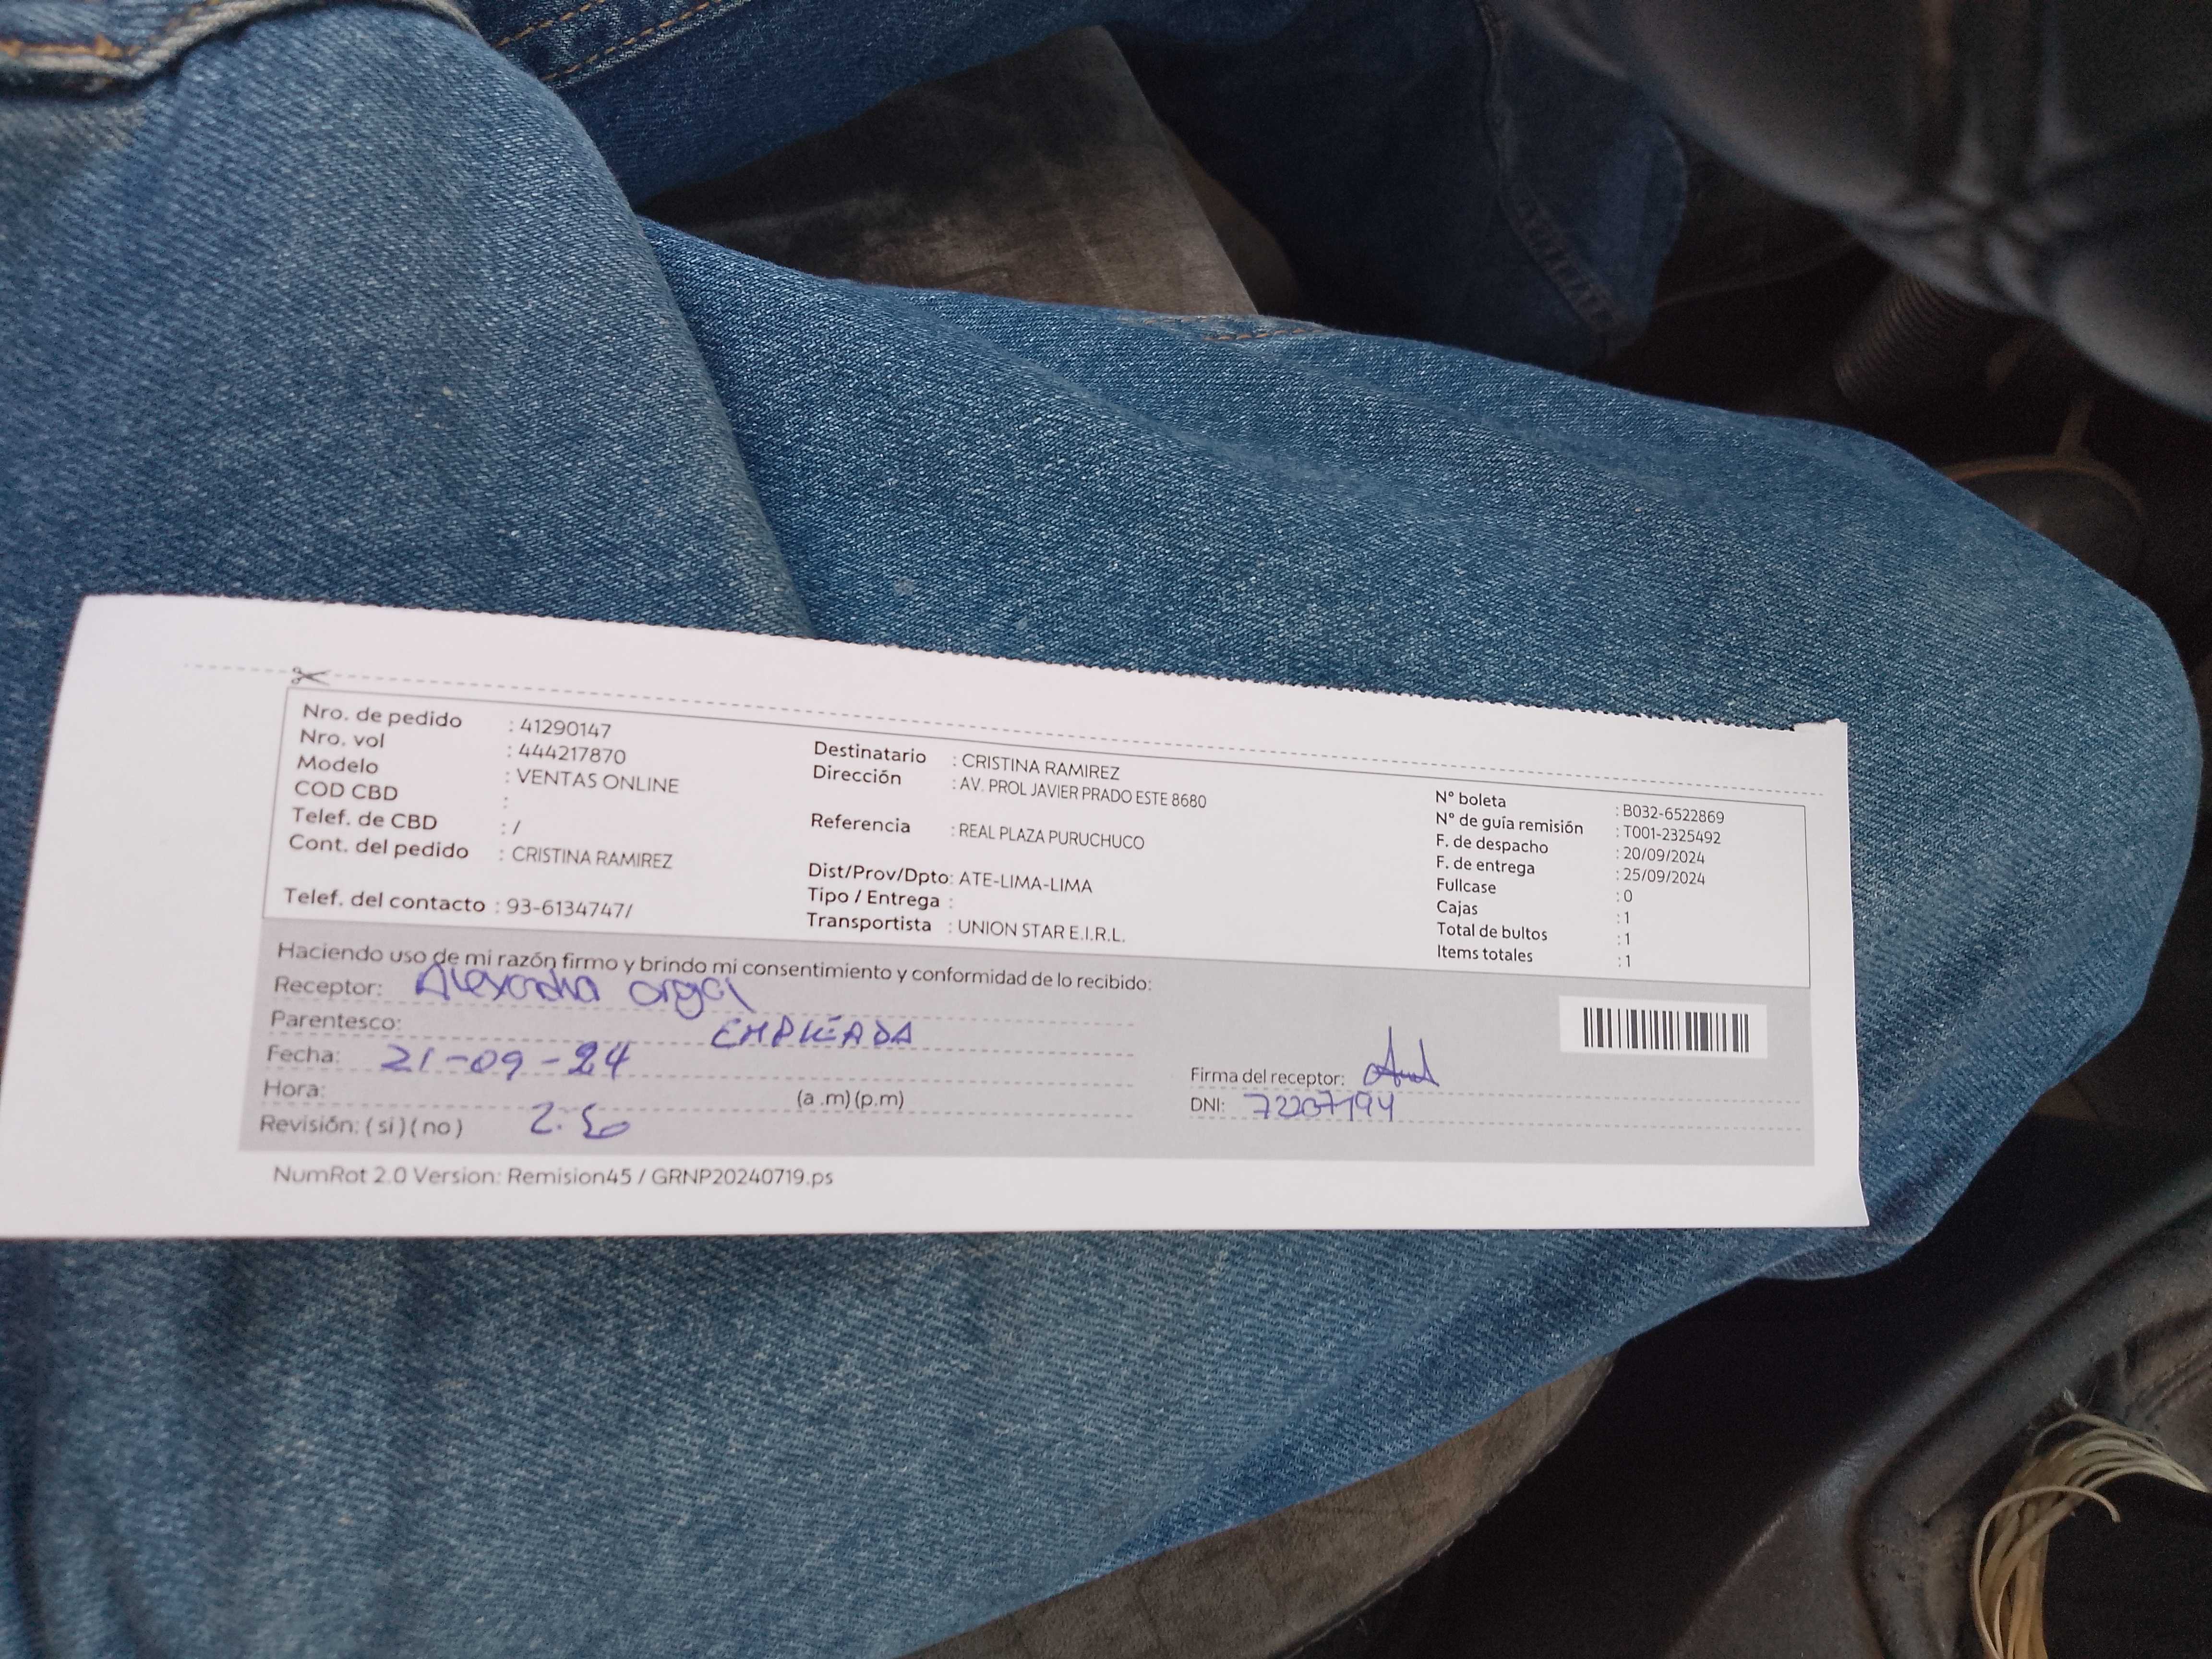 Nro. de pedido : 41290147
Nro. vol : 444217870
Modelo : VENTAS ONLINE
COD CBD :
Telef. de CBD : /
Cont. del pedido : CRISTINA RAMIREZ
Telef. del contacto : 93-6134747/
Destinatario : CRISTINA RAMIREZ
Dirección : AV. PROL JAVIER PRADO ESTE 8680
Referencia : REAL PLAZA PURUCHUCO
Dist/Prov/Dpto: ATE-LIMA-LIMA
Tipo / Entrega :
Transportista : UNION STAR E.I.R.L.
N° boleta : B032-6522869
N° de guía remisión : T001-2325492
F. de despacho : 20/09/2024
F. de entrega : 25/09/2024
Fullcase : 0
Cajas : 1
Total de bultos : 1
Items totales : 1
Haciendo uso de mi razón firmo y brindo mi consentimiento y conformidad de lo recibido:
Receptor:
Parentesco: EMPLEADA
Fecha: 21-09-24
Hora: (a .m) (p.m)
Revisión: ( si ) ( no ) 2:50
Firma del receptor:
DNI: 72207194
NumRot 2.0 Version: Remision45 / GRNP20240719.ps